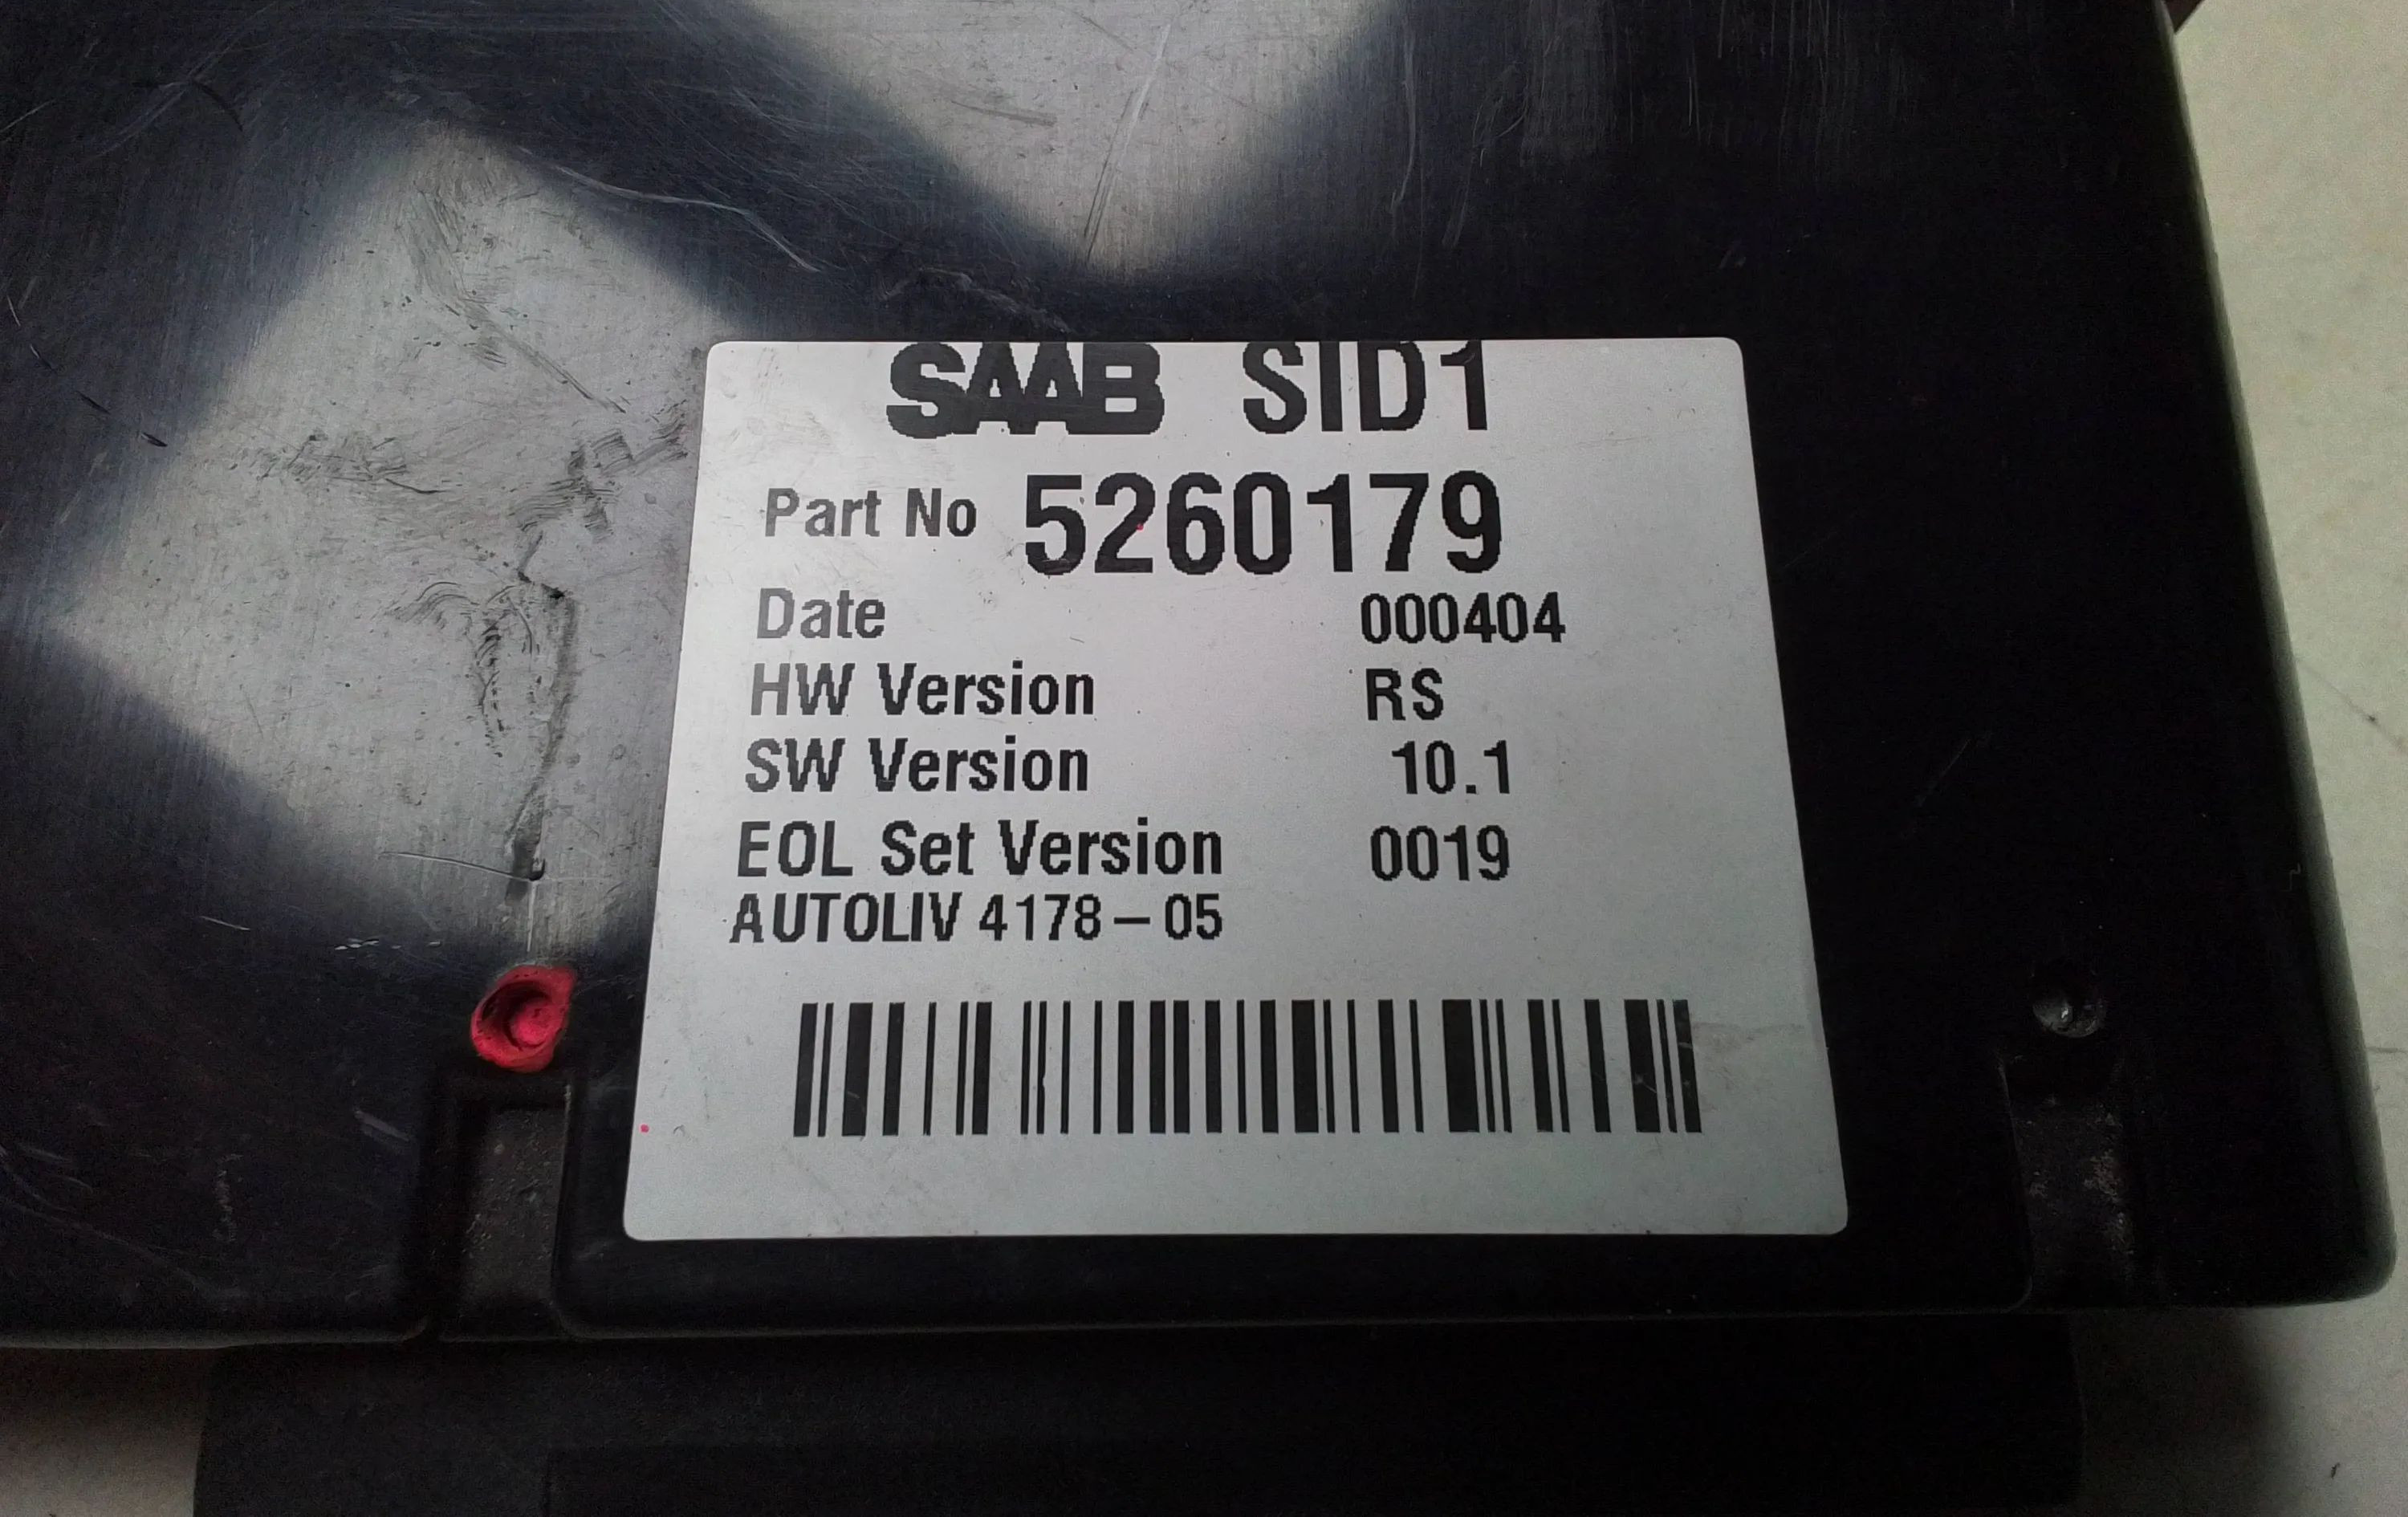 SAAB SID1
Part No 5260179
Date 000404
HW Version RS
SW Version 10.1
EOL Set Version 0019
AUTOLIV 4178-05